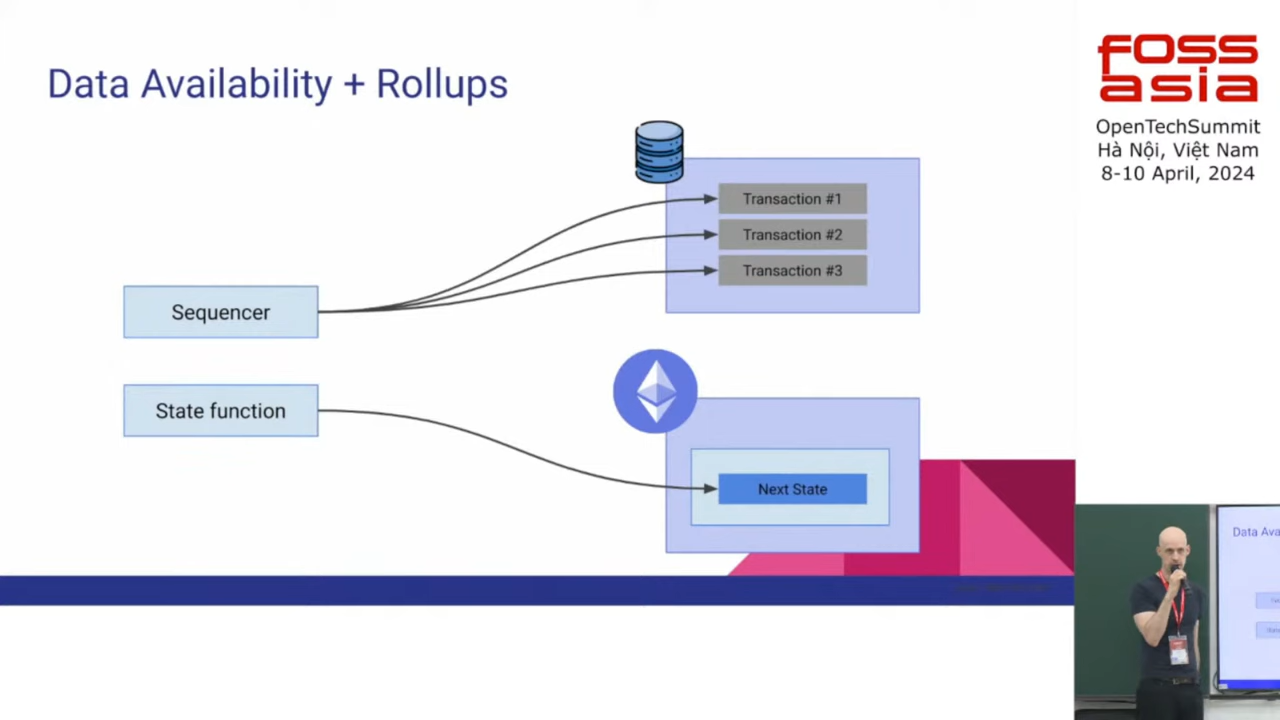 Data Availability + Rollups
Transaction #1
Transaction #2
Transaction #3
Sequencer
State function
Next State
FOSS
asia
OpenTechSummit
Hà Nội, Việt Nam
8-10 April, 2024
Data Ava